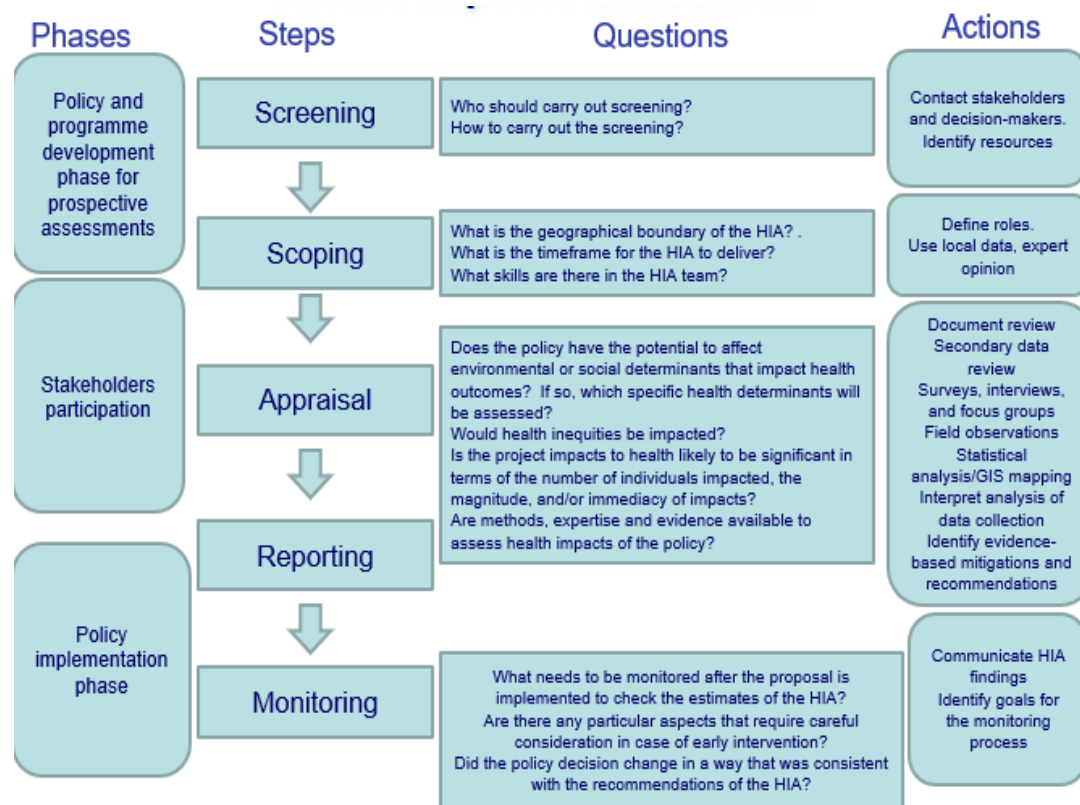 Phases
Steps
Questions
Actions
Policy and
programme
development
phase for
prospective
assessments
Screening
Who should carry out screening?
How to carry out the screening?
Contact stakeholders
and decision-makers.
Identify resources
Scoping
What is the geographical boundary of the HIA? .
What is the timeframe for the HIA to deliver?
What skills are there in the HIA team?
Define roles.
Use local data, expert
opinion
Stakeholders
participation
Appraisal
Does the policy have the potential to affect
environmental or social determinants that impact health
outcomes? If so, which specific health determinants will
be assessed?
Would health inequities be impacted?
Is the project impacts to health likely to be significant in
terms of the number of individuals impacted, the
magnitude, and/or immediacy of impacts?
Are methods, expertise and evidence available to
assess health impacts of the policy?
Document review
Secondary data
review
Surveys, interviews,
and focus groups
Field observations
Statistical
analysis/GIS mapping
Interpret analysis of
data collection
Identify evidence-
based mitigations and
recommendations
Reporting
Policy
implementation
phase
Monitoring
What needs to be monitored after the proposal is
implemented to check the estimates of the HIA?
Are there any particular aspects that require careful
consideration in case of early intervention?
Did the policy decision change in a way that was consistent
with the recommendations of the HIA?
Communicate HIA
findings
Identify goals for
the monitoring
process